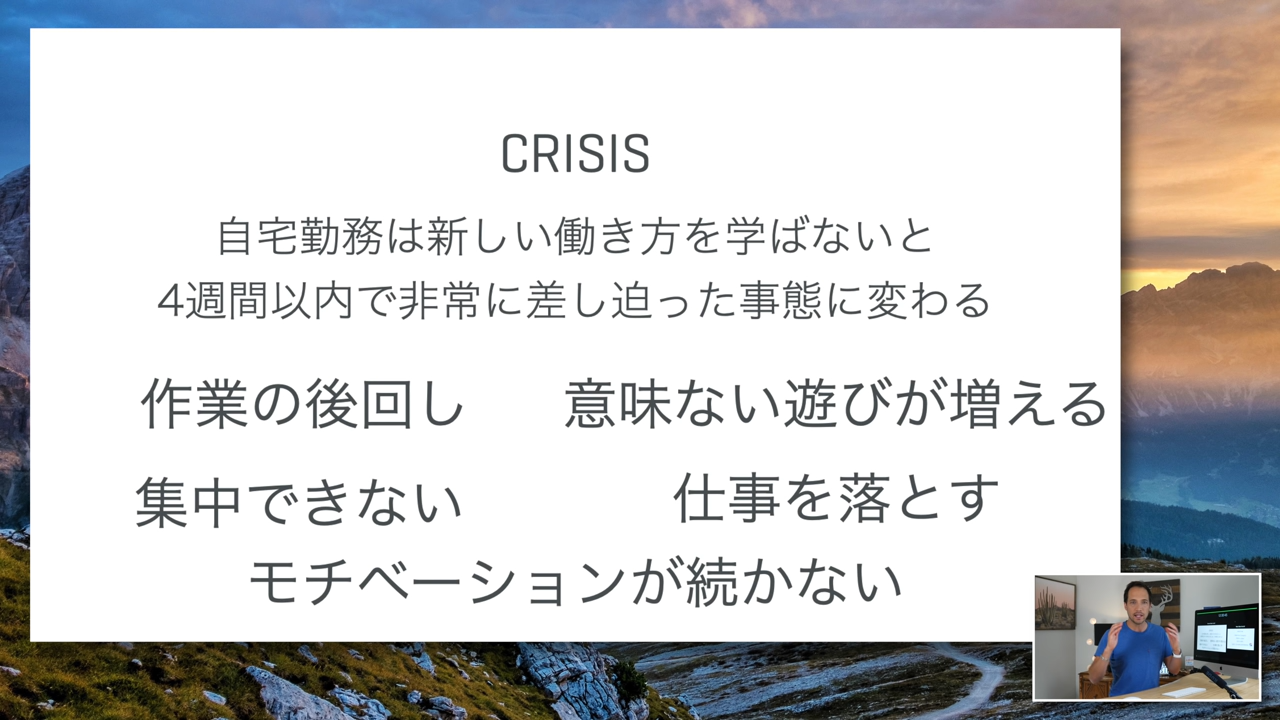 CRISIS
自宅勤務は新しい働き方を学ばないと
4週間以内で非常に差し迫った事態に変わる
作業の後回し
意味ない遊びが増える
集中できない
仕事を落とす
モチベーションが続かない